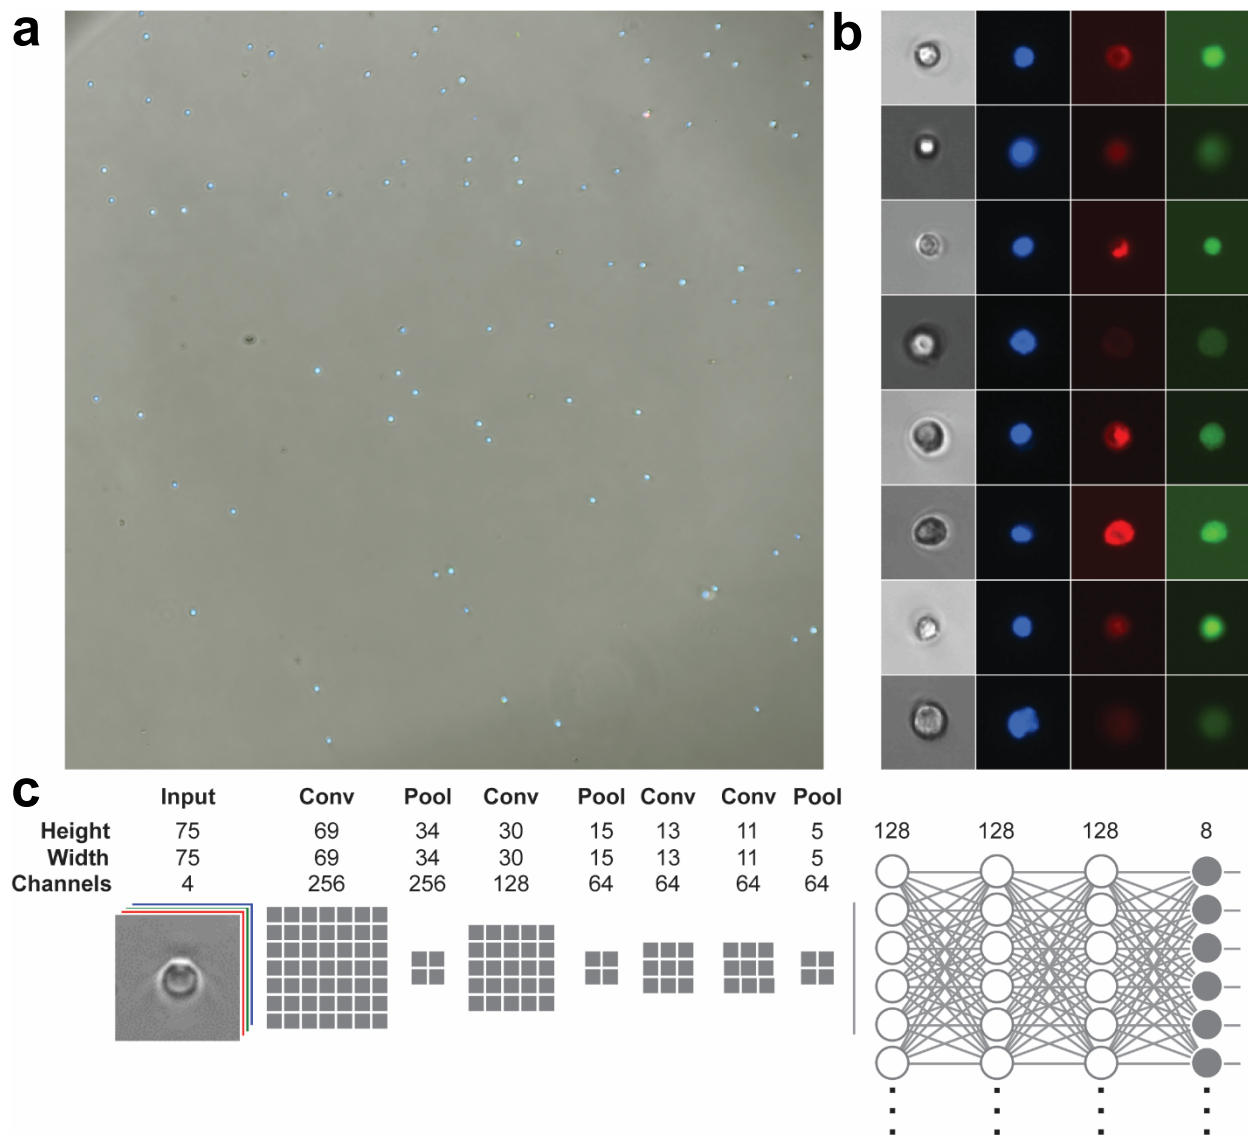 a
b
c
Input Conv Pool Conv Pool Conv Conv Pool
Height 75 69 34 30 15 13 11 5 128 128 128 8
Width 75 69 34 30 15 13 11 5
Channels 4 256 256 128 64 64 64 64